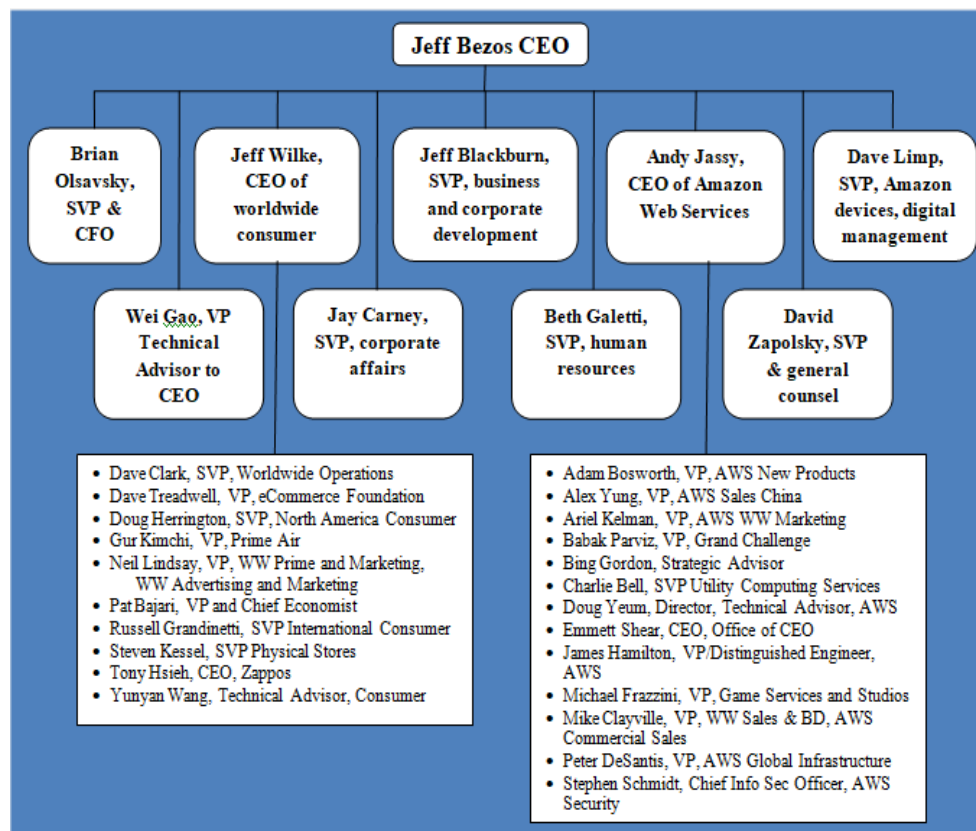 Jeff Bezos CEO
Brian
Olsavsky,
SVP &
CFO
Jeff Wilke,
CEO of
worldwide
consumer
Jeff Blackburn,
SVP, business
and corporate
development
Andy Jassy,
CEO of Amazon
Web Services
Dave Limp,
SVP, Amazon
devices, digital
management
Wei Gao, VP
Technical
Advisor to
CEO
Jay Carney,
SVP, corporate
affairs
Beth Galetti,
SVP, human
resources
David
Zapolsky, SVP
& general
counsel
• Dave Clark, SVP, Worldwide Operations
• Dave Treadwell, VP, eCommerce Foundation
• Doug Herrington, SVP, North America Consumer
• Gur Kimchi, VP, Prime Air
• Neil Lindsay, VP, WW Prime and Marketing,
WW Advertising and Marketing
• Pat Bajari, VP and Chief Economist
• Russell Grandinetti, SVP International Consumer
• Steven Kessel, SVP Physical Stores
• Tony Hsieh, CEO, Zappos
• Yunyan Wang, Technical Advisor, Consumer
• Adam Bosworth, VP, AWS New Products
• Alex Yung, VP, AWS Sales China
• Ariel Kelman, VP, AWS WW Marketing
• Babak Parviz, VP, Grand Challenge
• Bing Gordon, Strategic Advisor
• Charlie Bell, SVP Utility Computing Services
• Doug Yeum, Director, Technical Advisor, AWS
• Emmett Shear, CEO, Office of CEO
• James Hamilton, VP/Distinguished Engineer,
AWS
• Michael Frazzini, VP, Game Services and Studios
• Mike Clayville, VP, WW Sales & BD, AWS
Commercial Sales
• Peter DeSantis, VP, AWS Global Infrastructure
• Stephen Schmidt, Chief Info Sec Officer, AWS
Security